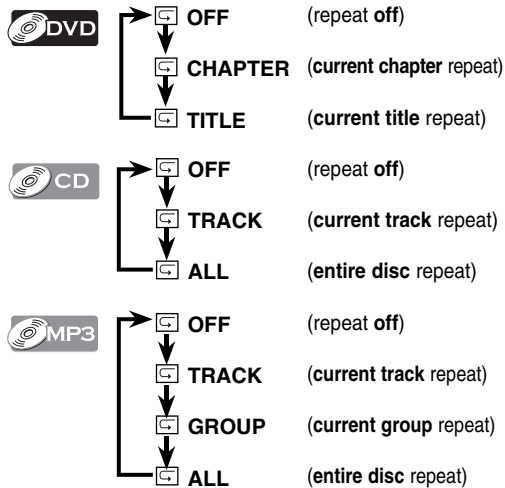 DVD OFF (repeat off)
CHAPTER (current chapter repeat)
TITLE (current title repeat)
CD OFF (repeat off)
TRACK (current track repeat)
ALL (entire disc repeat)
MP3 OFF (repeat off)
TRACK (current track repeat)
GROUP (current group repeat)
ALL (entire disc repeat)